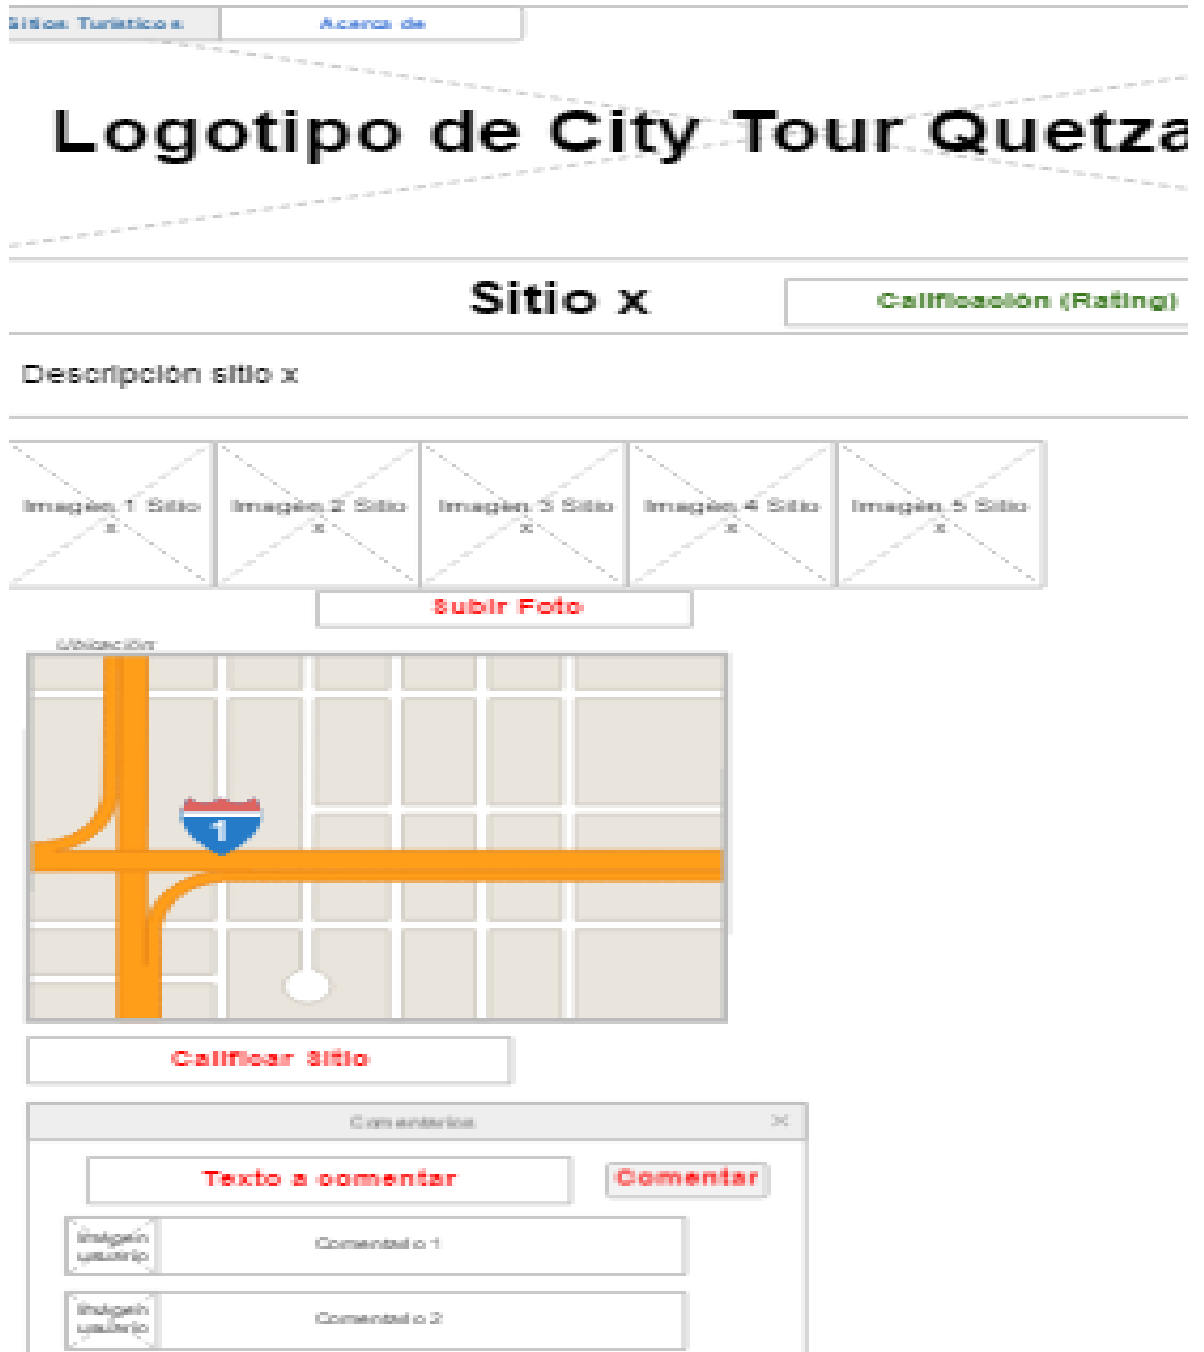 Sitios Turísticos
Acerca de
Logotipo de City Tour Quetza
Sitio x
Calificación (Rating)
Descripción sitio x
Imagen 1 Sitio
x
Imagen 2 Sitio
x
Imagen 3 Sitio
x
Imagen 4 Sitio
x
Imagen 5 Sitio
x
Subir Foto
Ubicación
1
Calificar Sitio
Comentarios
Texto a comentar
Comentar
Imágen
usuario
Comentario 1
Imágen
usuario
Comentario 2